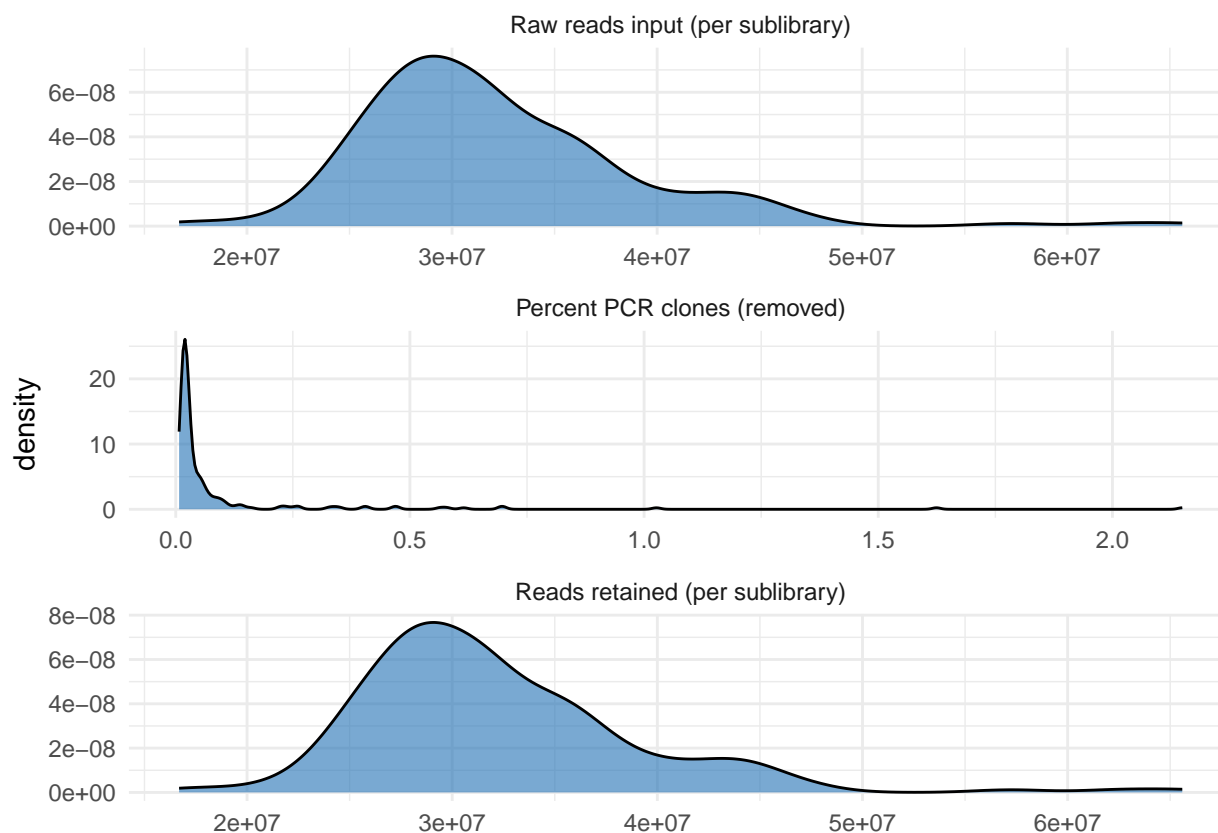 Raw reads input (per sublibrary)
6e−08
4e−08
2e−08
0e+00
2e+07 3e+07 4e+07 5e+07 6e+07
Percent PCR clones (removed)
density
20
10
0
0.0 0.5 1.0 1.5 2.0
Reads retained (per sublibrary)
8e−08
6e−08
4e−08
2e−08
0e+00
2e+07 3e+07 4e+07 5e+07 6e+07